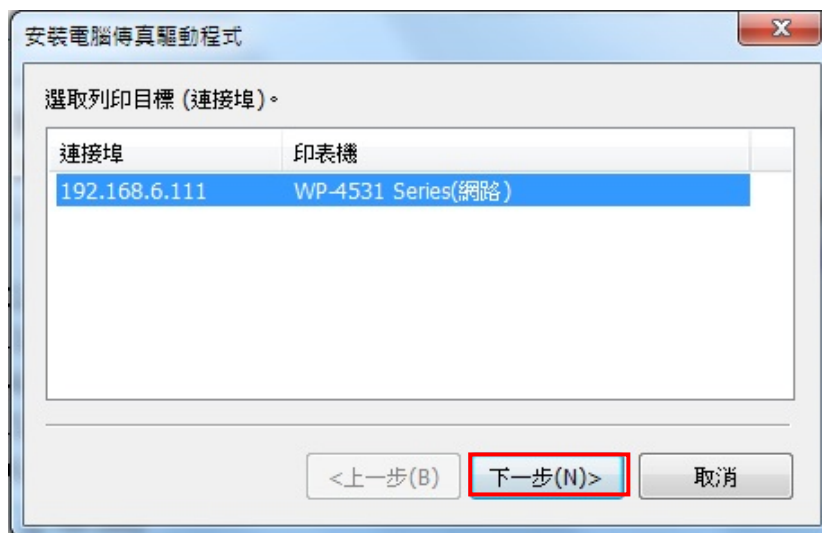 安裝電腦傳真驅動程式
選取列印目標 (連接埠)。
連接埠 印表機
192.168.6.111 WP-4531 Series(網路)
<上一步(B) 下一步(N)> 取消